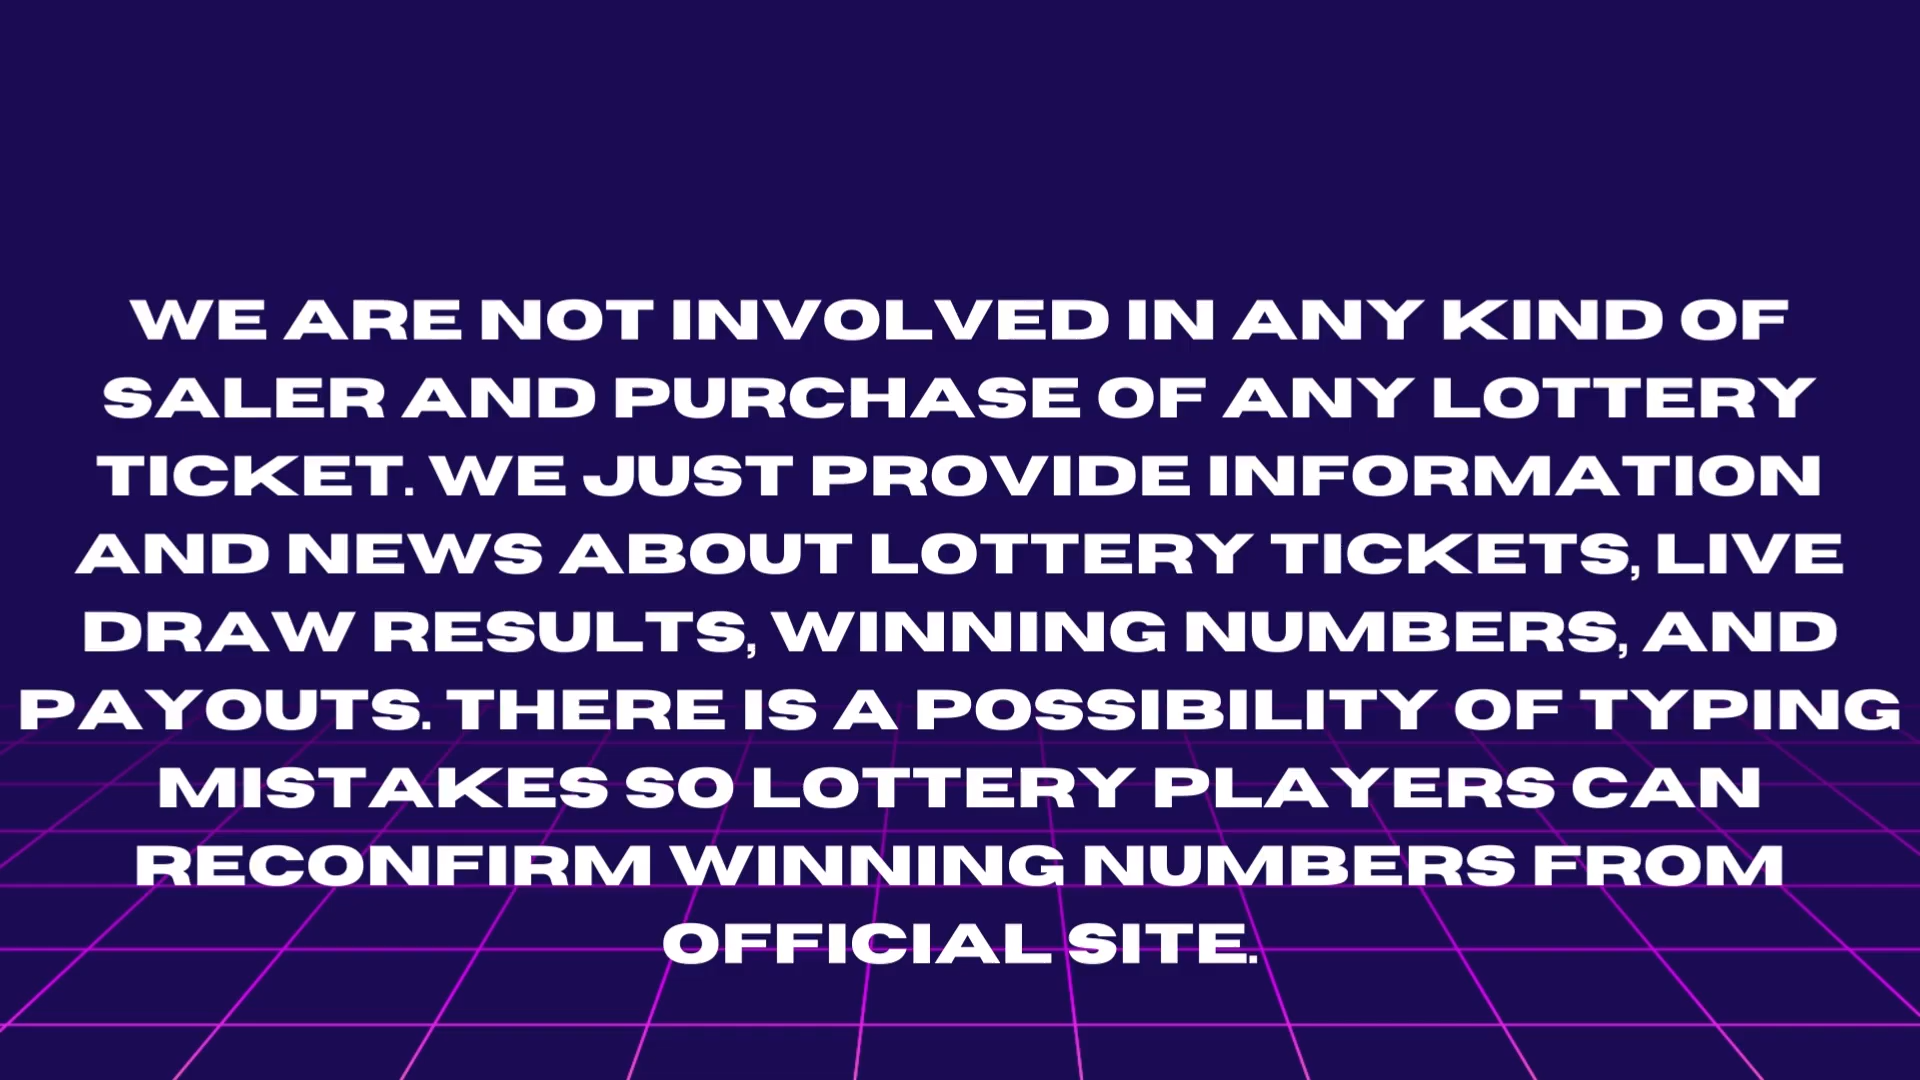 WE ARE NOT INVOLVED IN ANY KIND OF
SALER AND PURCHASE OF ANY LOTTERY
TICKET. WE JUST PROVIDE INFORMATION
AND NEWS ABOUT LOTTERY TICKETS, LIVE
DRAW RESULTS, WINNING NUMBERS, AND
PAYOUTS. THERE IS A POSSIBILITY OF TYPING
MISTAKES SO LOTTERY PLAYERS CAN
RECONFIRM WINNING NUMBERS FROM
OFFICIAL SITE.